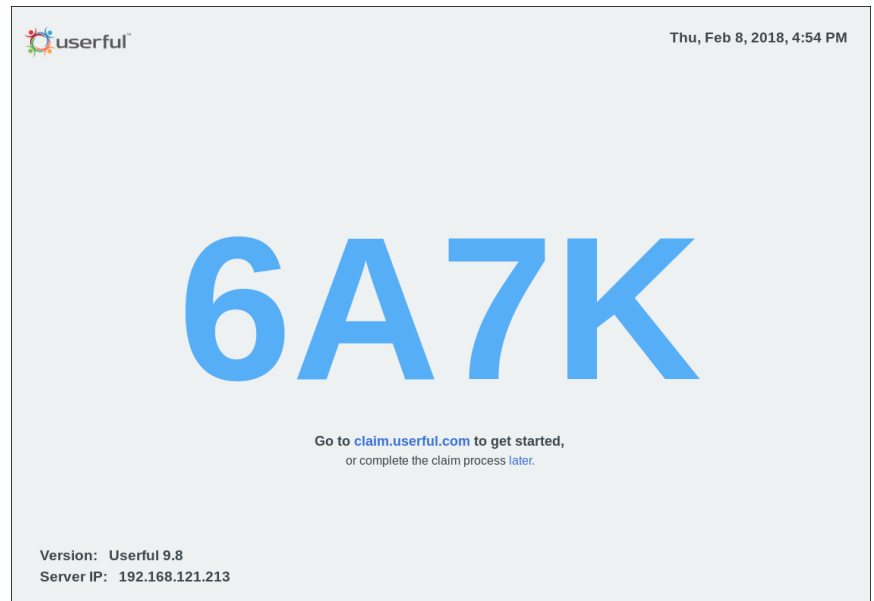 userful™
Thu, Feb 8, 2018, 4:54 PM
6A7K
Go to claim.userful.com to get started,
or complete the claim process later.
Version: Userful 9.8
Server IP: 192.168.121.213